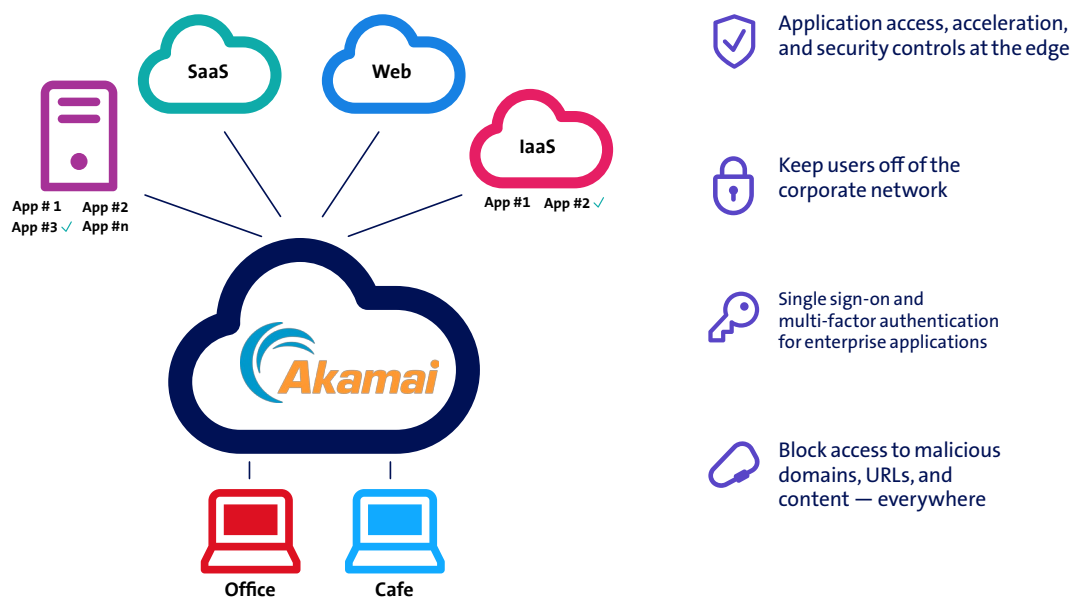 SaaS
Web
IaaS
App # 1 App #2
App #3 ✓ App #n
App #1 App #2 ✓
Akamai
Office
Cafe
Application access, acceleration,
and security controls at the edge
Keep users off of the
corporate network
Single sign-on and
multi-factor authentication
for enterprise applications
Block access to malicious
domains, URLs, and
content — everywhere